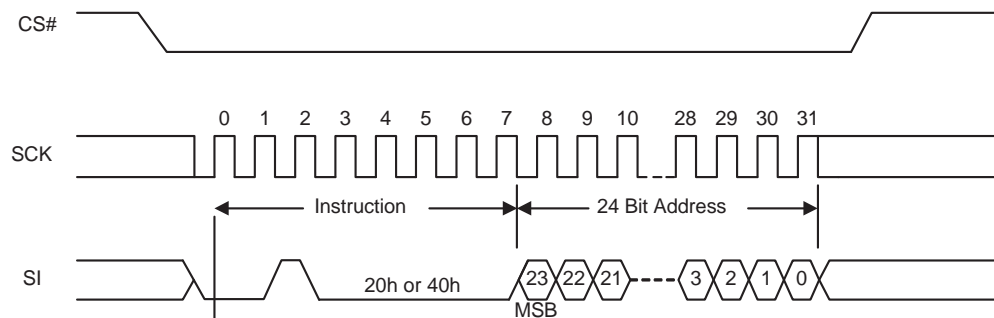 CS#
0 1 2 3 4 5 6 7 8 9 10 28 29 30 31
SCK
Instruction 24 Bit Address
SI 20h or 40h 23 22 21 3 2 1 0
MSB